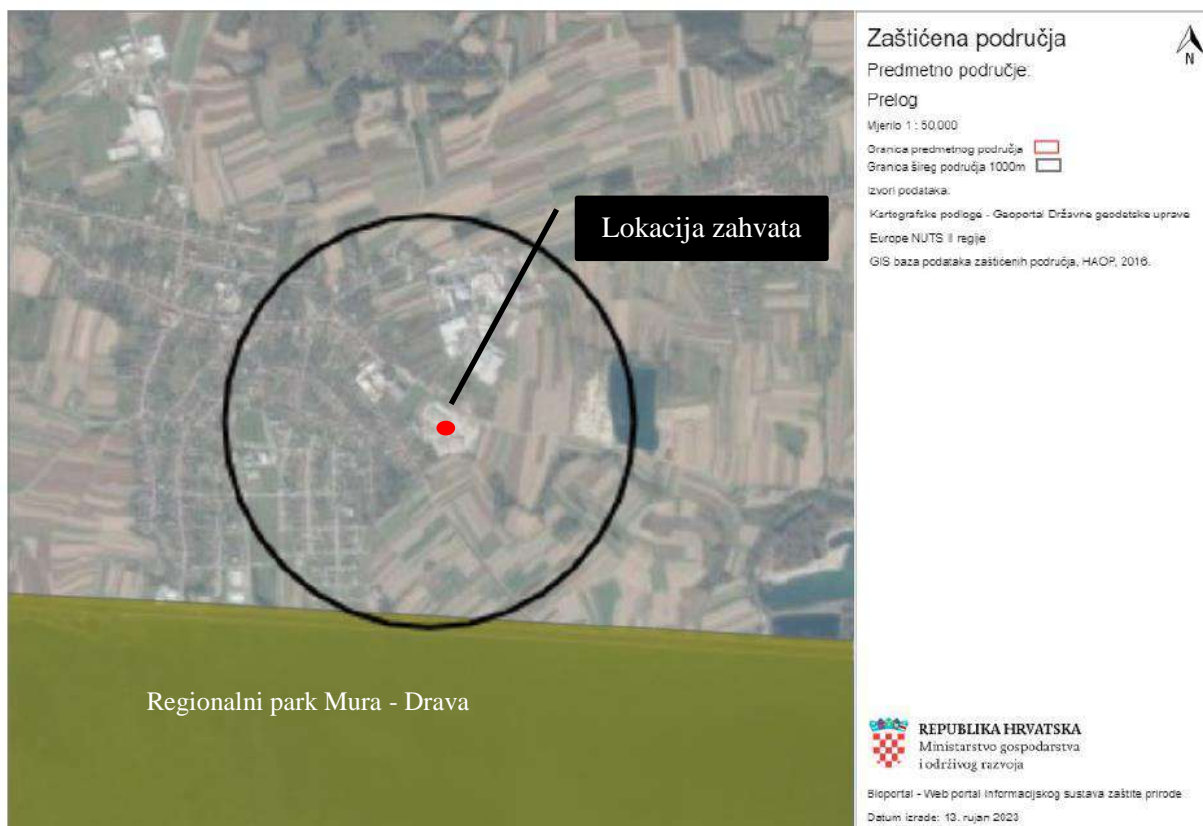 Zaštićena područja
N
Predmetno područje:
Prelog
Mjerilo 1 : 50,000
Granica predmetnog područja
Granica šireg područja 1000m
Izvori podataka:
Kartografske podloge - Geoportal Državne geodetske uprave
Europe NUTS II regije
GIS baza podataka zaštićenih područja, HAOP, 2016.
Lokacija zahvata
Regionalni park Mura - Drava
REPUBLIKA HRVATSKA
Ministarstvo gospodarstva
i održivog razvoja
Bioportal - Web portal Informacijskog sustava zaštite prirode
Datum izrade: 13. rujan 2023